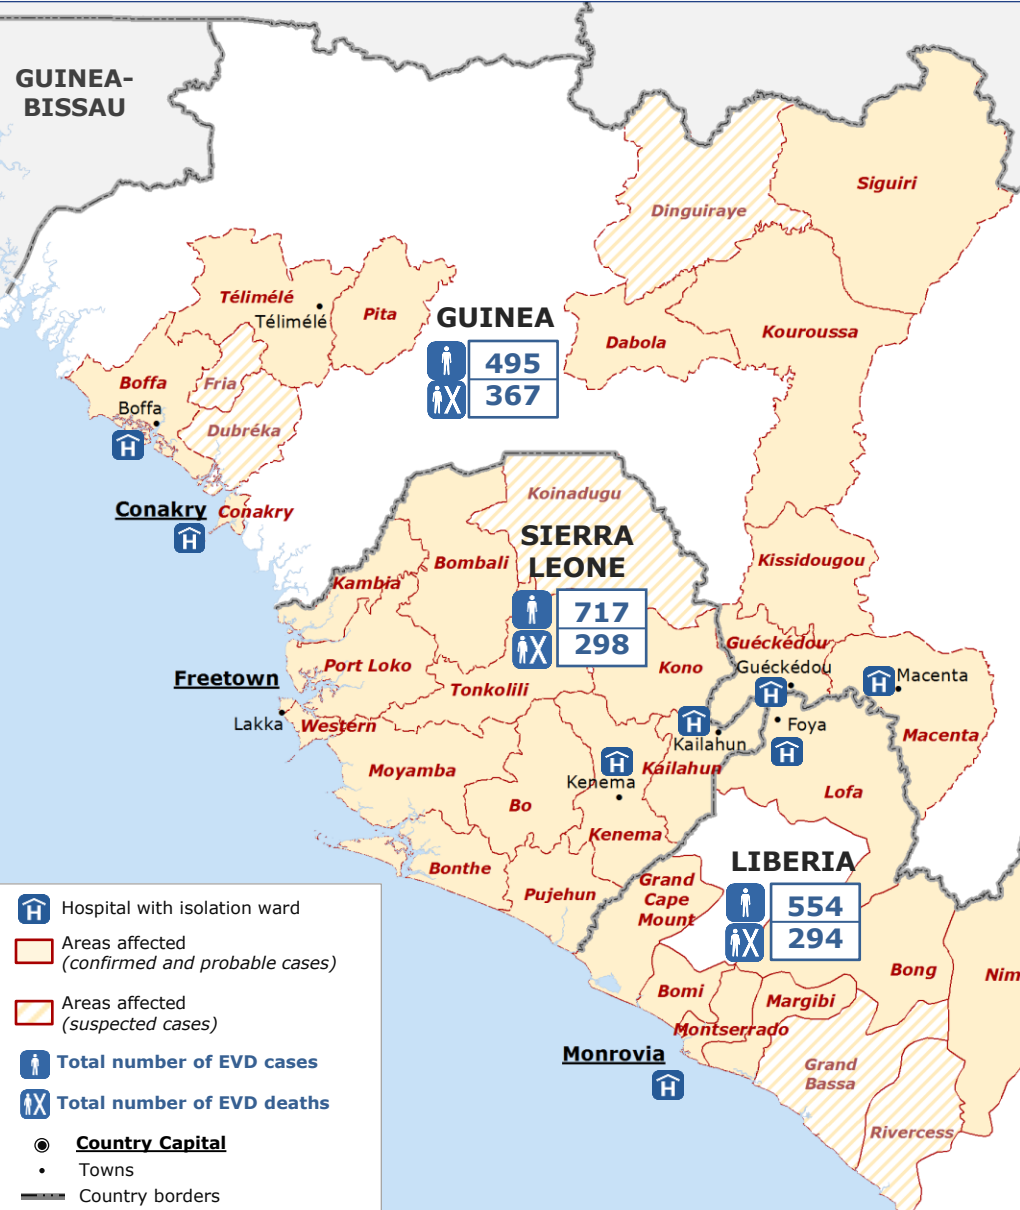 GUINEA-
BISSAU
Siguiri
Dinguiraye
Télimélé
Télimélé
Pita
GUINEA
495
367
Dabola
Kouroussa
Boffa
Boffa
Fria
Dubréka
Conakry
Conakry
Koinadugu
SIERRA
LEONE
717
298
Bombali
Kambia
Kissidougou
Port Loko
Kono
Guéckédou
Guéckédou
Macenta
Macenta
Freetown
Tonkolili
Lakka
Western
Kailahun
Kailahun
Foya
Moyamba
Kenema
Kenema
Bo
Lofa
Bonthe
Pujehun
LIBERIA
554
294
Grand
Cape
Mount
Bong
Nim
Bomi
Margibi
Montserrado
Monrovia
Grand
Bassa
Rivercess
Hospital with isolation ward
Areas affected
(confirmed and probable cases)
Areas affected
(suspected cases)
Total number of EVD cases
Total number of EVD deaths
Country Capital
Towns
Country borders